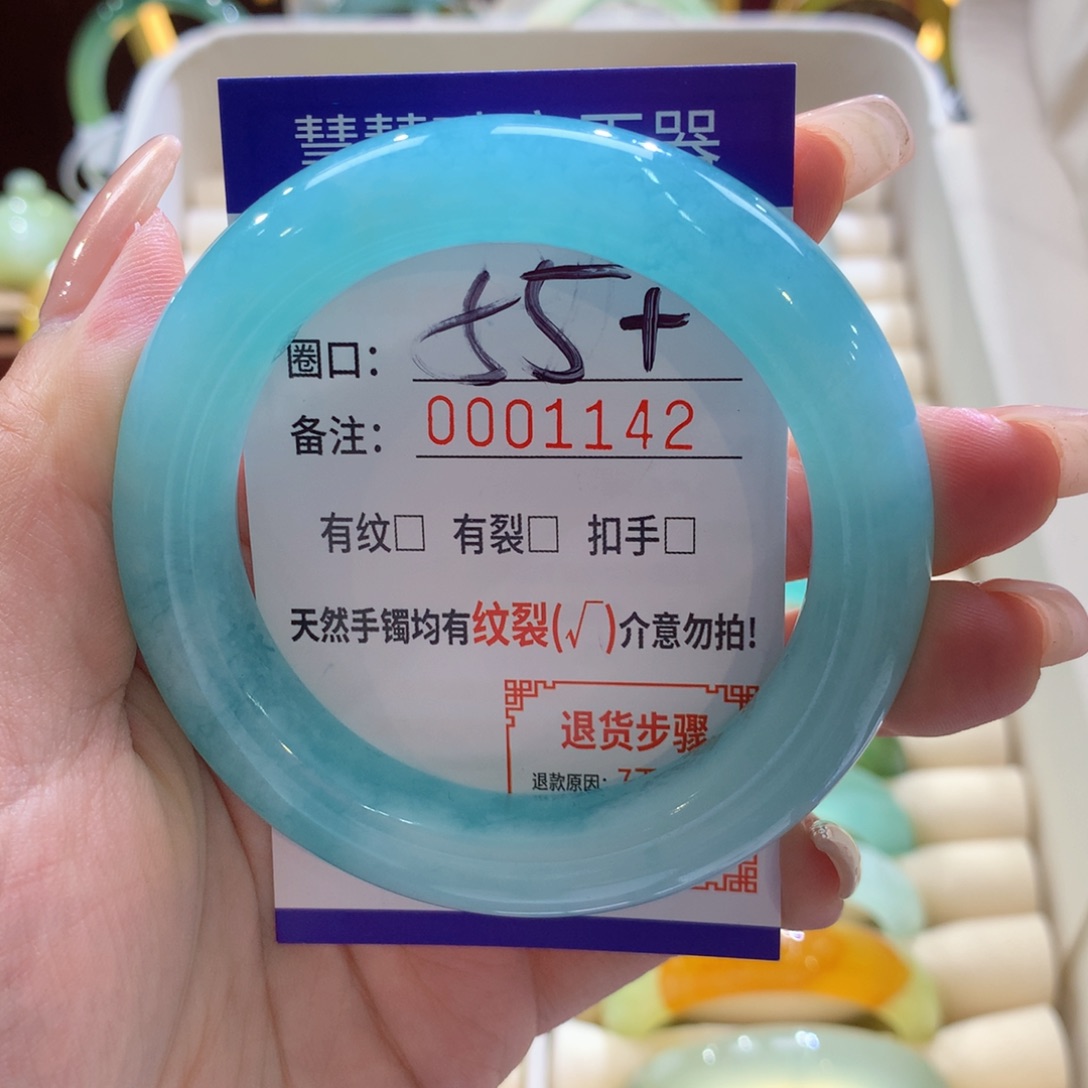 圈口： 55+
备注： 0001142
有纹□ 有裂□ 扣手□
天然手镯均有纹裂(√)介意勿拍!
退货步骤
退款原因：